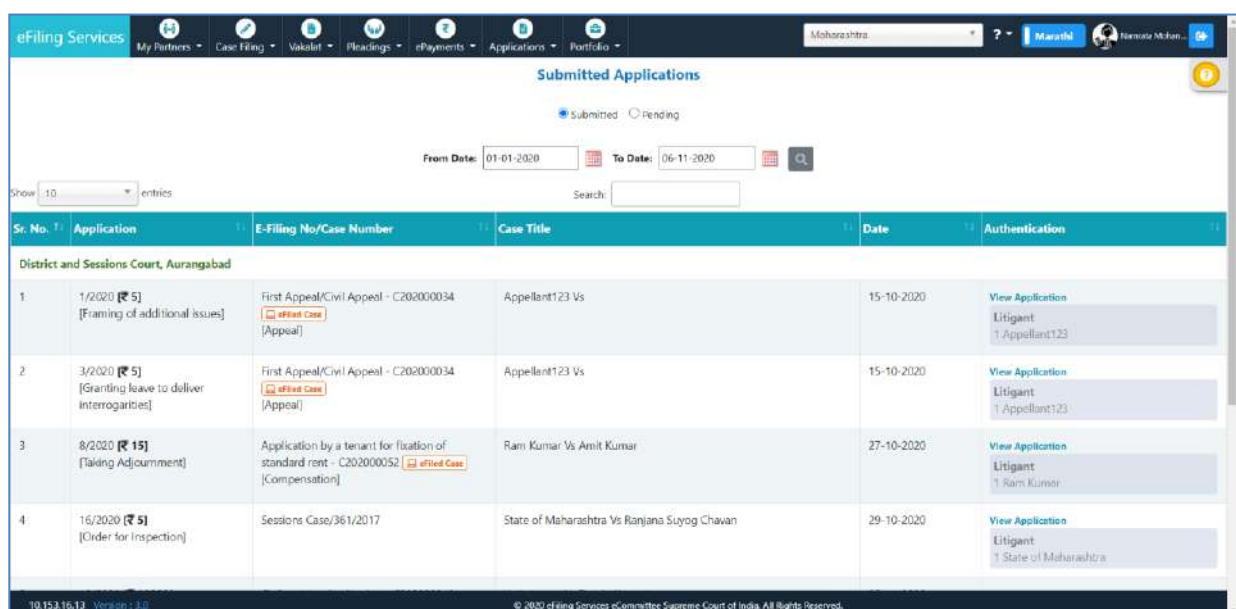 eFiling Services
My Partners
Case Filing
Vakalat
Pleadings
ePayments
Applications
Portfolio
Maharashtra
?
Marathi
Namrata Mohan...
Submitted Applications
Submitted Pending
From Date: 01-01-2020 To Date: 06-11-2020
Show 10 entries Search:
Sr. No. Application E-Filing No/Case Number Case Title Date Authentication
District and Sessions Court, Aurangabad
1 1/2020 [₹ 5] First Appeal/Civil Appeal - C202000034 Appellant123 Vs 15-10-2020 View Application
[Framing of additional issues] eFiled Case Litigant
[Appeal] 1 Appellant123
2 3/2020 [₹ 5] First Appeal/Civil Appeal - C202000034 Appellant123 Vs 15-10-2020 View Application
[Granting leave to deliver eFiled Case Litigant
interrogarities] [Appeal] 1 Appellant123
3 8/2020 [₹ 15] Application by a tenant for fixation of Ram Kumar Vs Amit Kumar 27-10-2020 View Application
[Taking Adjournment] standard rent - C202000052 eFiled Case Litigant
[Compensation] 1 Ram Kumar
4 16/2020 [₹ 5] Sessions Case/361/2017 State of Maharashtra Vs Ranjana Suyog Chavan 29-10-2020 View Application
[Order for Inspection] Litigant
1 State of Maharashtra
10.153.16.13 Version : 3.0 © 2020 eFiling Services eCommittee Supreme Court of India. All Rights Reserved.